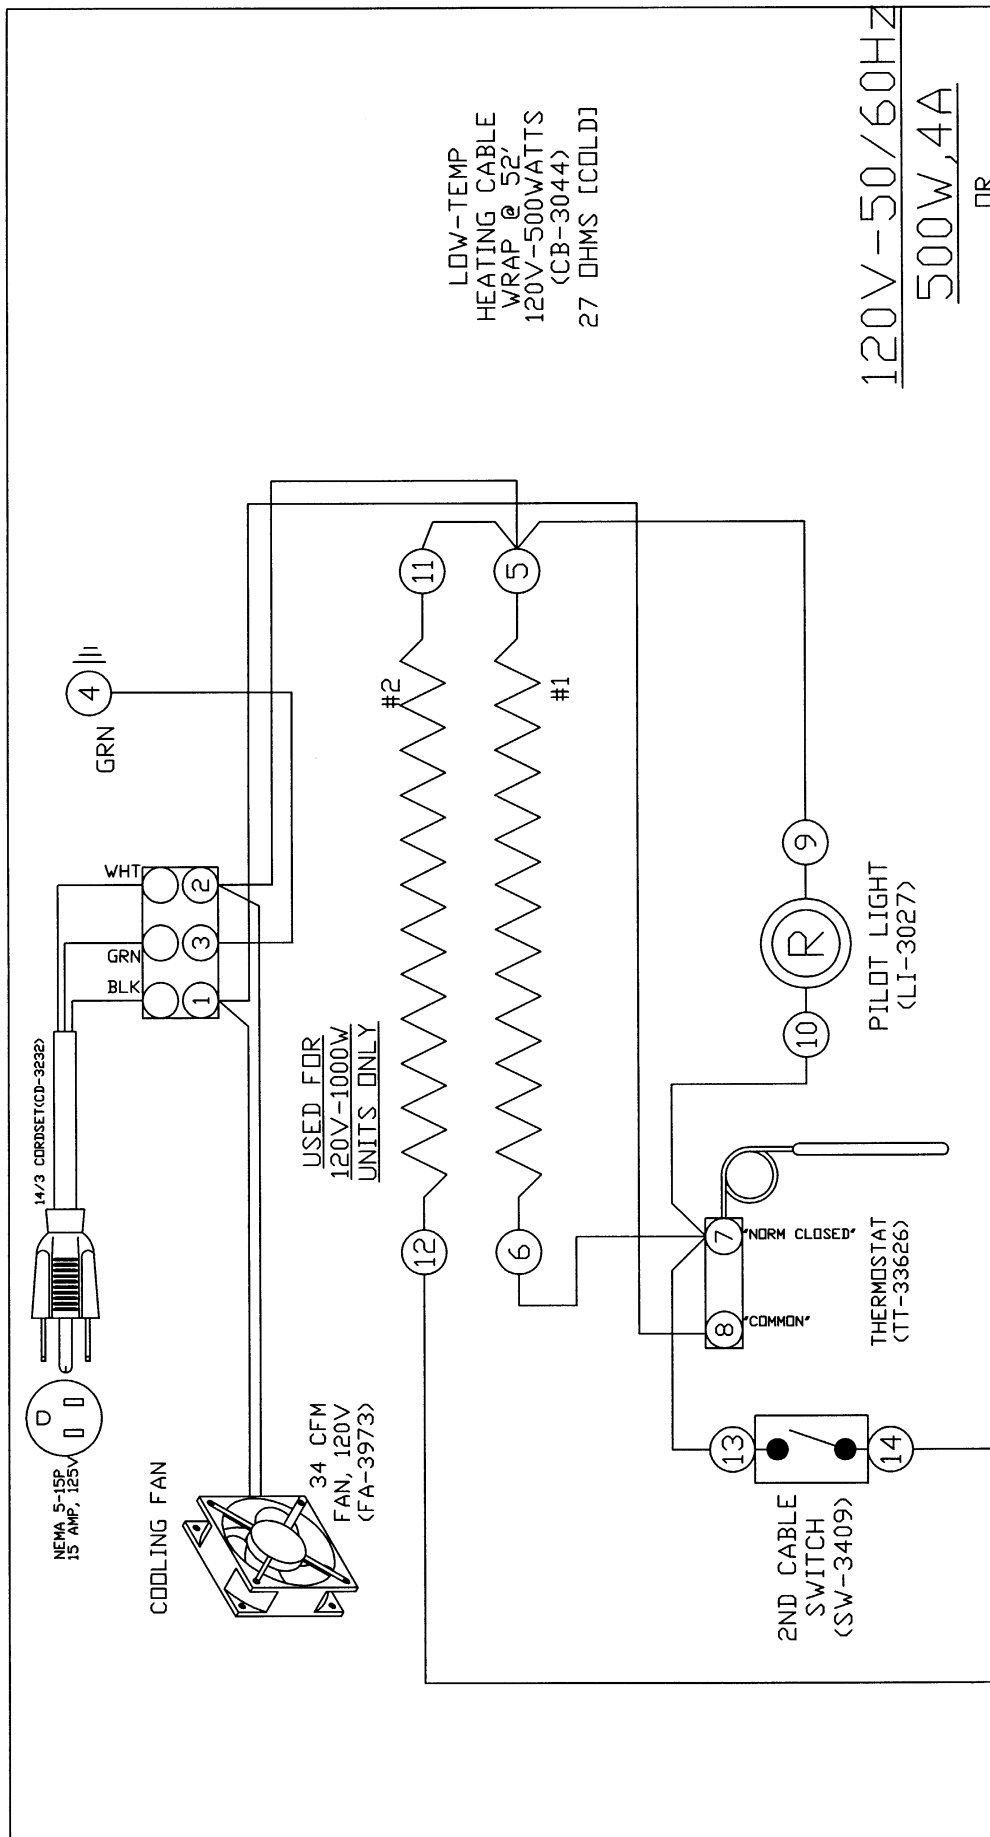 NEMA 5-15P
15 AMP, 125V
14/3 CORDSET(CD-3232)
BLK
GRN
WHT
1
3
2
GRN
4
COOLING FAN
34 CFM
FAN, 120V
(FA-3973)
USED FOR
120V-1000W
UNITS ONLY
12
#2
11
6
#1
5
LOW-TEMP
HEATING CABLE
WRAP @ 52'
120V-500WATTS
(CB-3044)
27 OHMS [COLD]
13
14
2ND CABLE
SWITCH
(SW-3409)
8
7
"COMMON"
"NORM CLOSED"
THERMOSTAT
(TT-33626)
10
R
9
PILOT LIGHT
(LI-3027)
120V-50/60Hz
500W,4A
OR